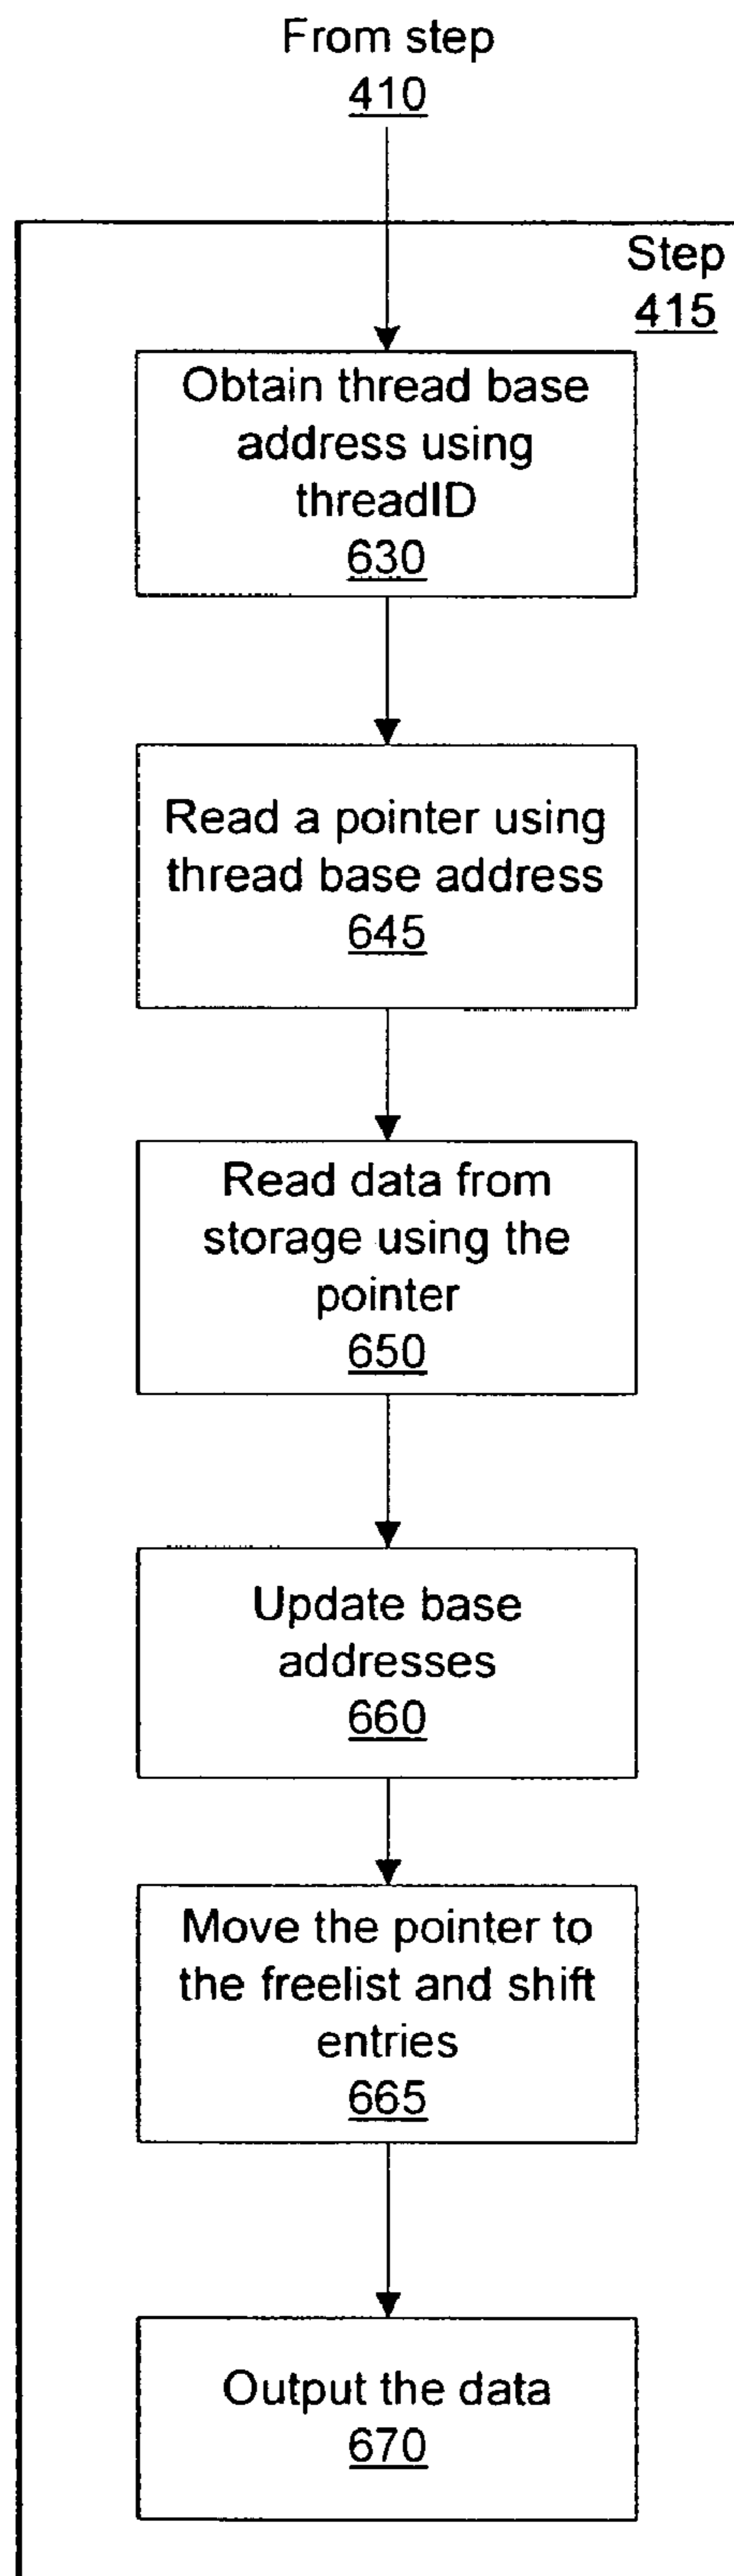 From step
410
Step
415
Obtain thread base
address using
threadID
630
Read a pointer using
thread base address
645
Read data from
storage using the
pointer
650
Update base
addresses
660
Move the pointer to
the freelist and shift
entries
665
Output the data
670